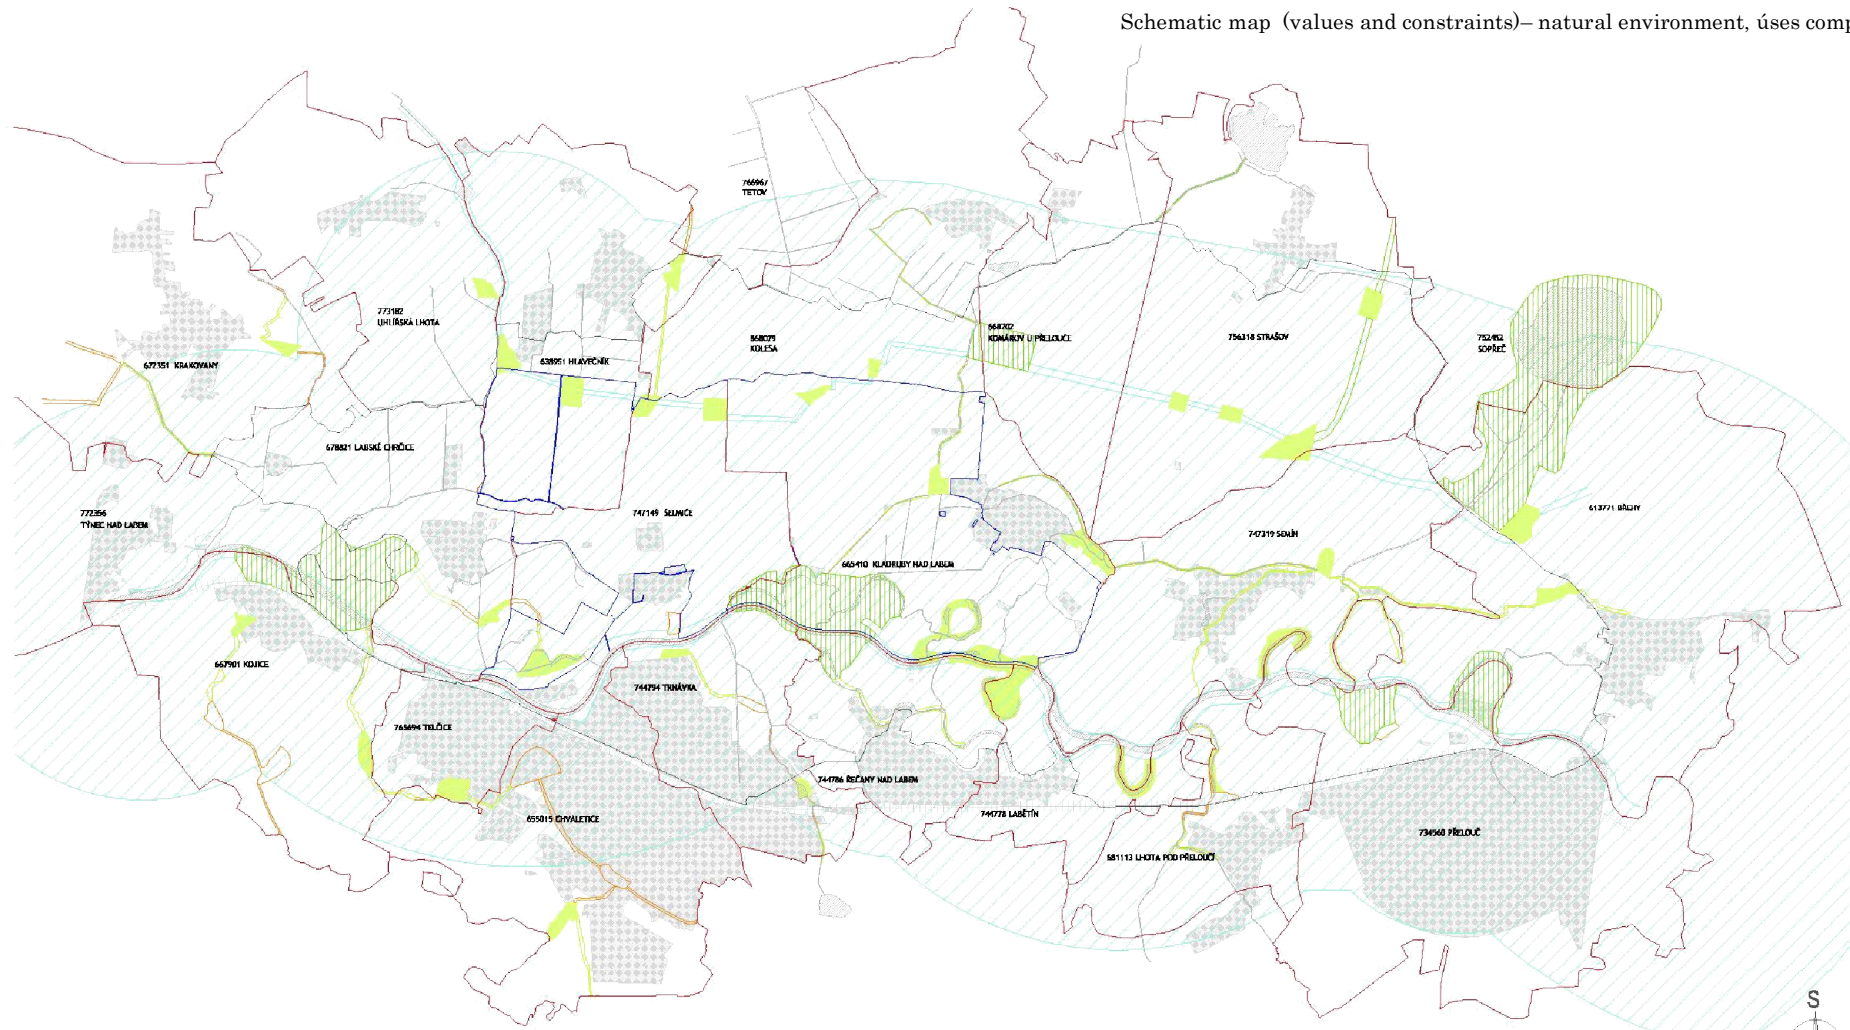 Schematic map (values and constraints)– natural environment, úses comp
766967
TETOV
773182
UHLÍŘSKÁ LHOTA
668079
KOLESA
668702
KOMÁROV U PŘELOUČE
756318 STRAŠOV
752452
SOPŘEČ
672351 KRAKOVANY
638951 HLAVEČNÍK
678821 LABSKÉ CHRČICE
772356
TÝNEC NAD LABEM
747149 SELMICE
613771 BŘEHY
747319 SEMÍN
665410 KLADRUBY NAD LABEM
667901 KOJICE
744794 TRNÁVKA
765694 TELČICE
744786 ŘEČANY NAD LABEM
655015 CHVALETICE
744778 LABĚTÍN
734560 PŘELOUČ
681113 LHOTA POD PŘELOUČÍ
S